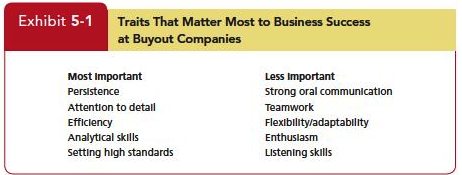 Exhibit 5-1
Traits That Matter Most to Business Success
at Buyout Companies
Most Important
Persistence
Attention to detail
Efficiency
Analytical skills
Setting high standards
Less Important
Strong oral communication
Teamwork
Flexibility/adaptability
Enthusiasm
Listening skills